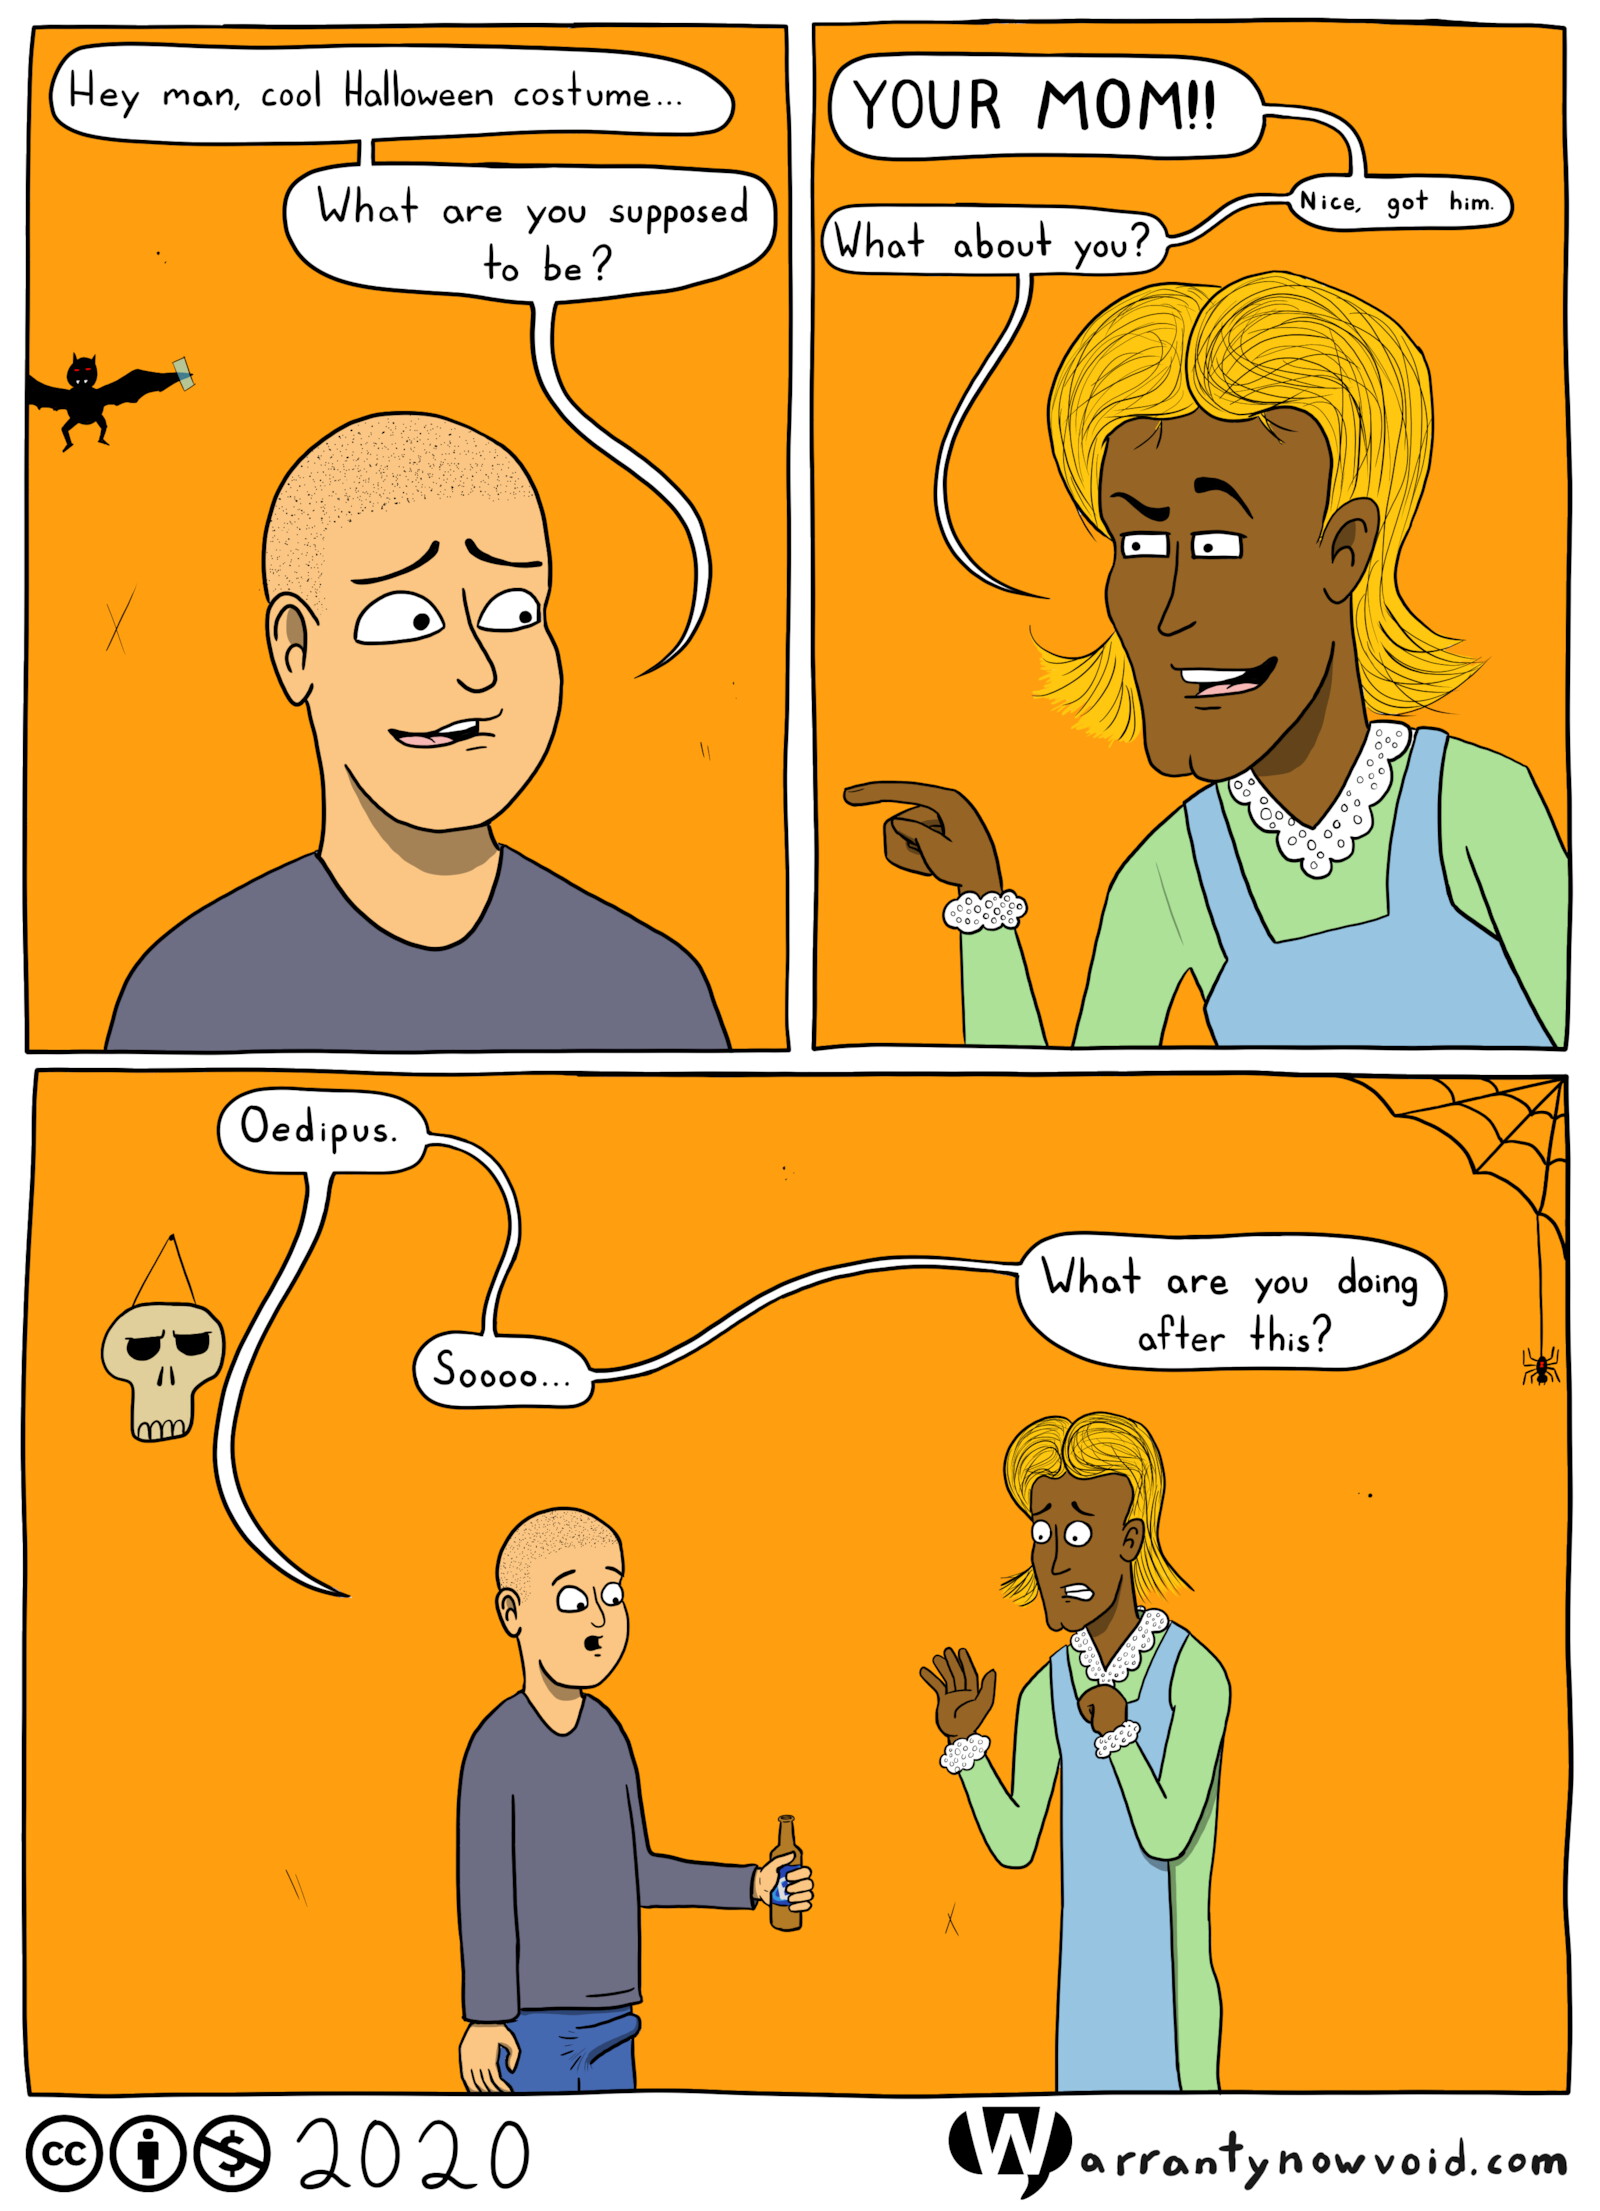 Hey man, cool Halloween costume...
What are you supposed
to be?
YOUR MOM!!
Nice, got him.
What about you?
Oedipus.
Soooo...
What are you doing
after this?
cc $ 2020
Warrantynowvoid.com